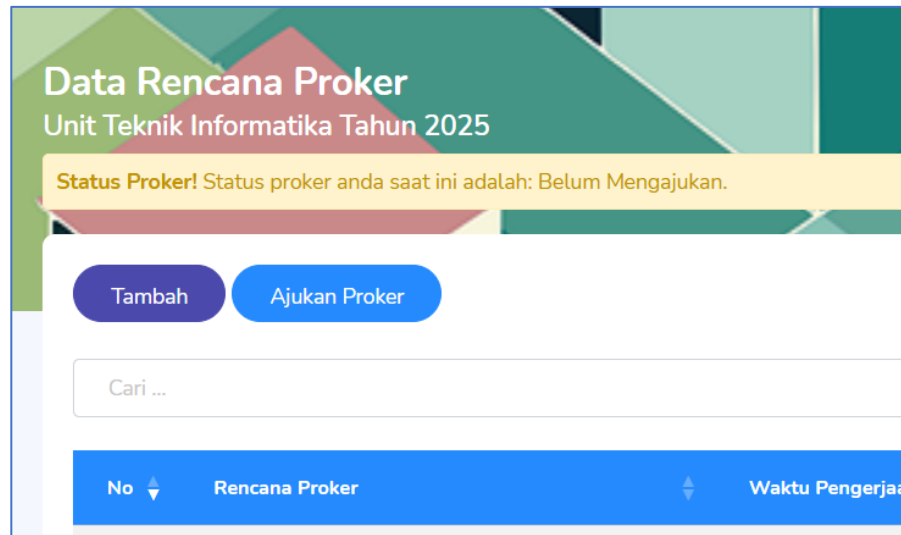 Data Rencana Proker
Unit Teknik Informatika Tahun 2025
Status Proker! Status proker anda saat ini adalah: Belum Mengajukan.
Tambah Ajukan Proker
Cari ...
No Rencana Proker Waktu